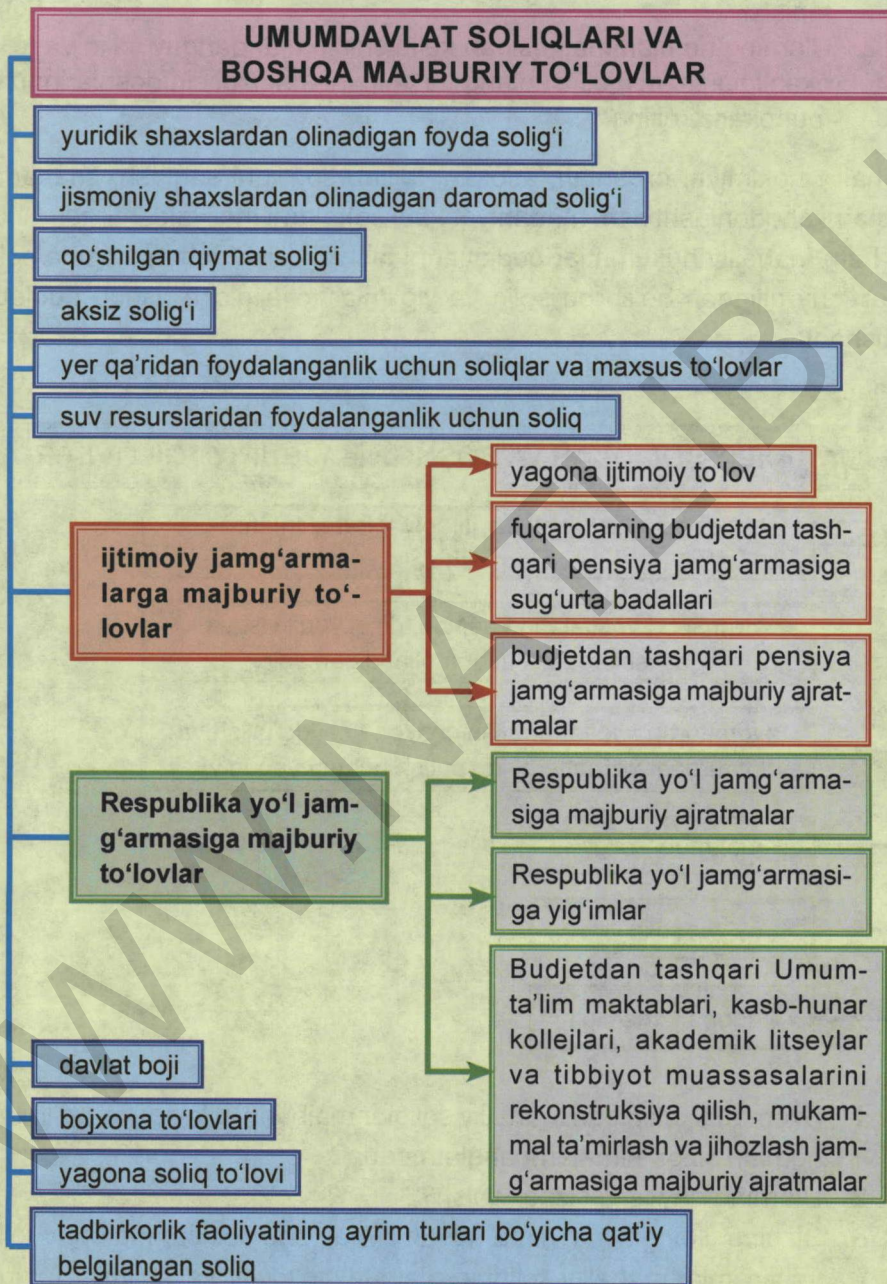 UMUMDAVLAT SOLIQLARI VA
BOSHQA MAJBURIY TO‘LOVLAR
yuridik shaxslardan olinadigan foyda solig‘i
jismoniy shaxslardan olinadigan daromad solig‘i
qo‘shilgan qiymat solig‘i
aksiz solig‘i
yer qa’ridan foydalanganlik uchun soliqlar va maxsus to‘lovlar
suv resurslaridan foydalanganlik uchun soliq
ijtimoiy jamg‘arma-
larga majburiy to‘-
lovlar
yagona ijtimoiy to‘lov
fuqarolarning budjetdan tash-
qari pensiya jamg‘armasiga
sug‘urta badallari
budjetdan tashqari pensiya
jamg‘armasiga majburiy ajrat-
malar
Respublika yo‘l jam-
g‘armasiga majburiy
to‘lovlar
Respublika yo‘l jamg‘arma-
siga majburiy ajratmalar
Respublika yo‘l jamg‘armasi-
ga yig‘imlar
Budjetdan tashqari Umum-
ta’lim maktablari, kasb-hunar
kollejlari, akademik litseylar
va tibbiyot muassasalarini
rekonstruksiya qilish, mukam-
mal ta’mirlash va jihozlash jam-
g‘armasiga majburiy ajratmalar
davlat boji
bojxona to‘lovlari
yagona soliq to‘lovi
tadbirkorlik faoliyatining ayrim turlari bo‘yicha qat’iy
belgilangan soliq